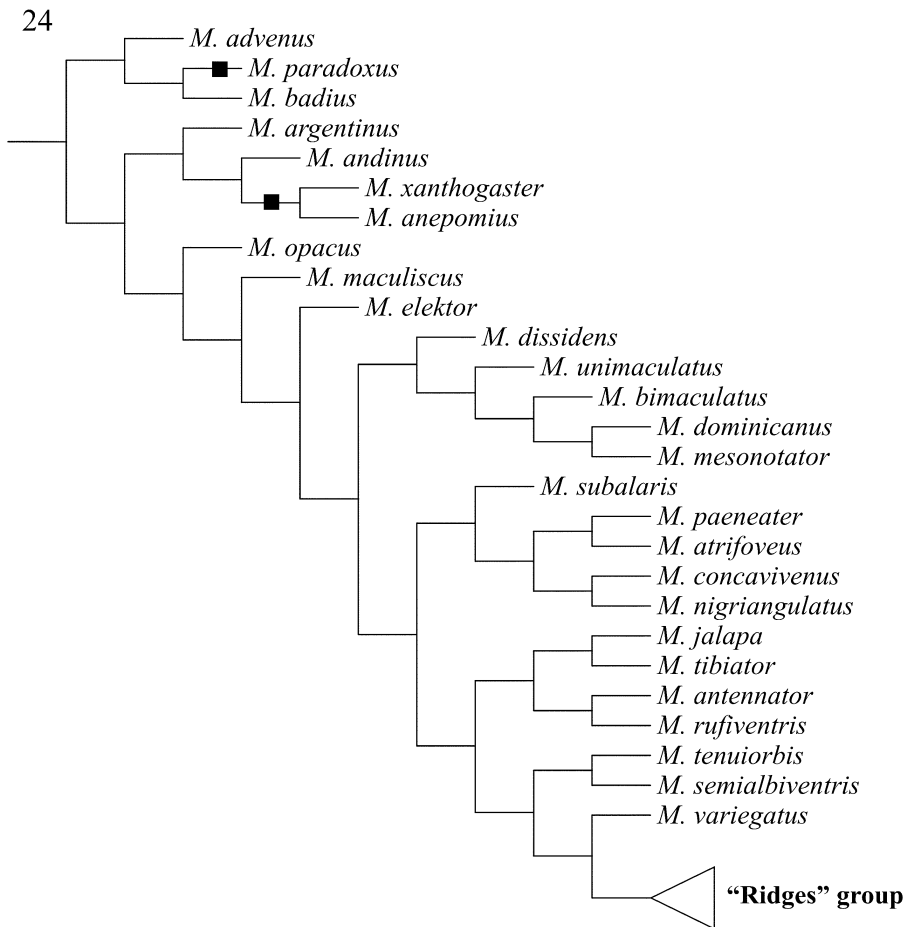 24
M. advenus
M. paradoxus
M. badius
M. argentinus
M. andinus
M. xanthogaster
M. anepomius
M. opacus
M. maculiscus
M. elektor
M. dissidens
M. unimaculatus
M. bimaculatus
M. dominicanus
M. mesonotator
M. subalaris
M. paeneater
M. atrifoveus
M. concavivenus
M. nigriangulatus
M. jalapa
M. tibiator
M. antennator
M. rufiventris
M. tenuiorbis
M. semialbiventris
M. variegatus
“Ridges” group